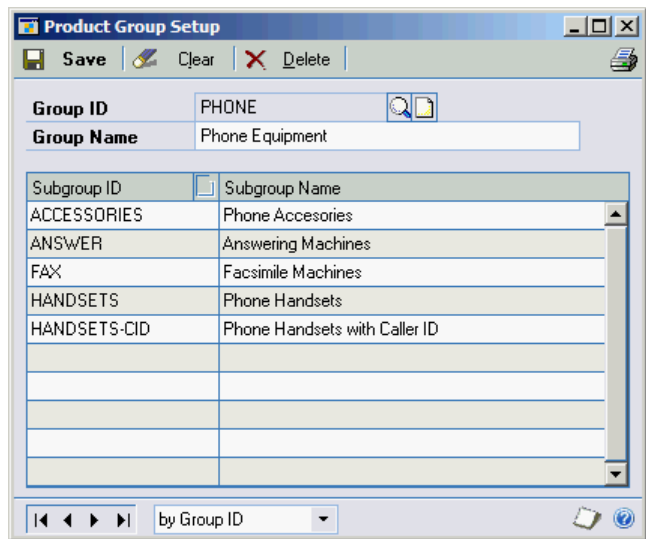 Product Group Setup
Save Clear Delete
Group ID PHONE
Group Name Phone Equipment
Subgroup ID Subgroup Name
ACCESSORIES Phone Accesories
ANSWER Answering Machines
FAX Facsimile Machines
HANDSETS Phone Handsets
HANDSETS-CID Phone Handsets with Caller ID
by Group ID